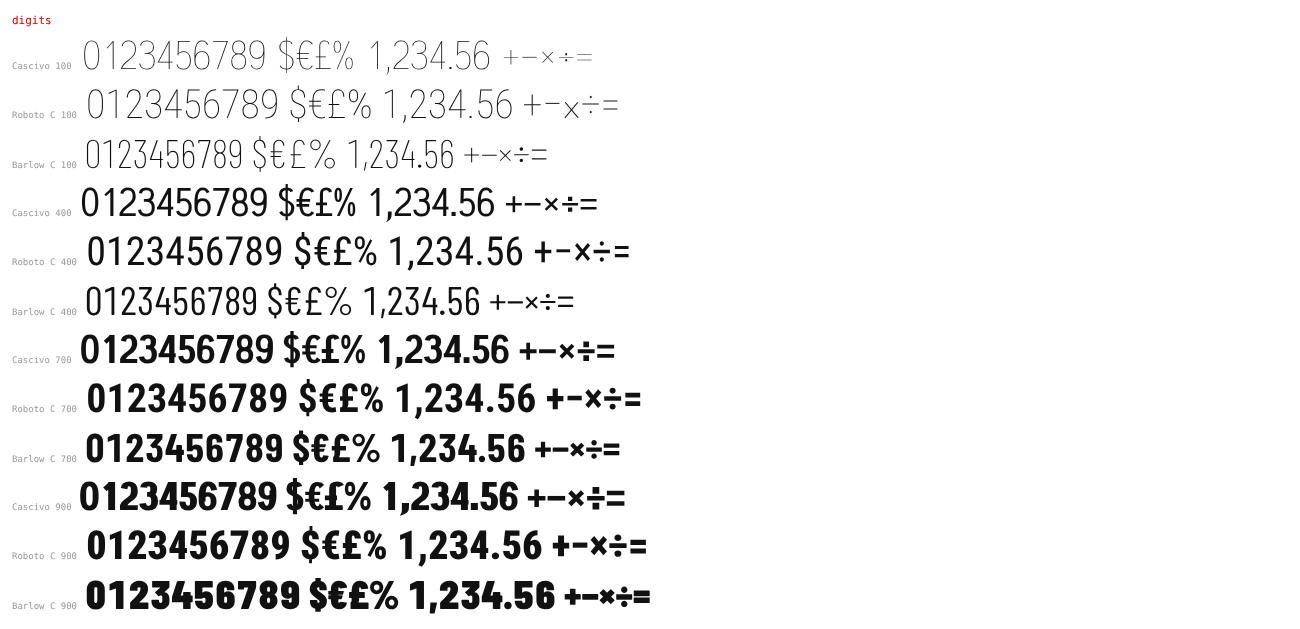 digits
Cascivo 100 0123456789 $€£% 1,234.56 +−×÷=
Roboto C 100 0123456789 $€£% 1,234.56 +−×÷=
Barlow C 100 0123456789 $€£% 1,234.56 +−×÷=
Cascivo 400 0123456789 $€£% 1,234.56 +−×÷=
Roboto C 400 0123456789 $€£% 1,234.56 +−×÷=
Barlow C 400 0123456789 $€£% 1,234.56 +−×÷=
Cascivo 700 0123456789 $€£% 1,234.56 +−×÷=
Roboto C 700 0123456789 $€£% 1,234.56 +−×÷=
Barlow C 700 0123456789 $€£% 1,234.56 +−×÷=
Cascivo 900 0123456789 $€£% 1,234.56 +−×÷=
Roboto C 900 0123456789 $€£% 1,234.56 +−×÷=
Barlow C 900 0123456789 $€£% 1,234.56 +−×÷=